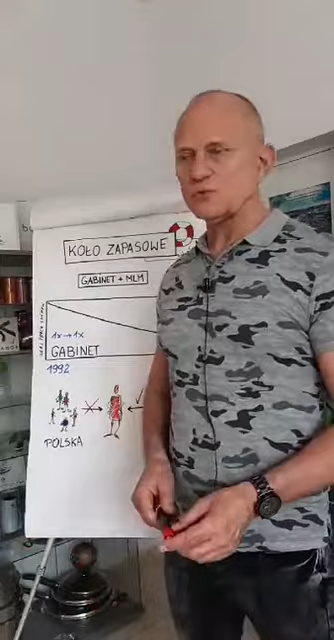 KOŁO ZAPASOWE
GABINET + MLM
1x → 1x
GABINET
1992
POLSKA